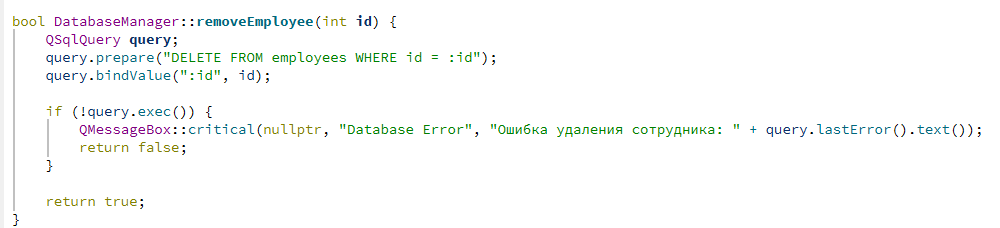 bool DatabaseManager::removeEmployee(int id) {
    QSqlQuery query;
    query.prepare("DELETE FROM employees WHERE id = :id");
    query.bindValue(":id", id);

    if (!query.exec()) {
        QMessageBox::critical(nullptr, "Database Error", "Ошибка удаления сотрудника: " + query.lastError().text());
        return false;
    }

    return true;
}